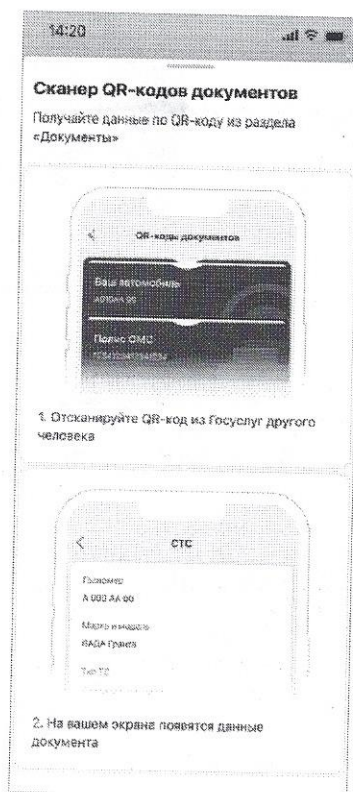 14:20
Сканер QR-кодов документов
Получайте данные по QR-коду из раздела
«Документы»
QR-коды документов
Ваш автомобиль
Полис ОМС
1. Отсканируйте QR-код из Госуслуг другого
человека
СТС
Госномер
А 000 АА 00
Марка и модель
ЛАДА Гранта
Тип ТС
2. На вашем экране появятся данные
документа